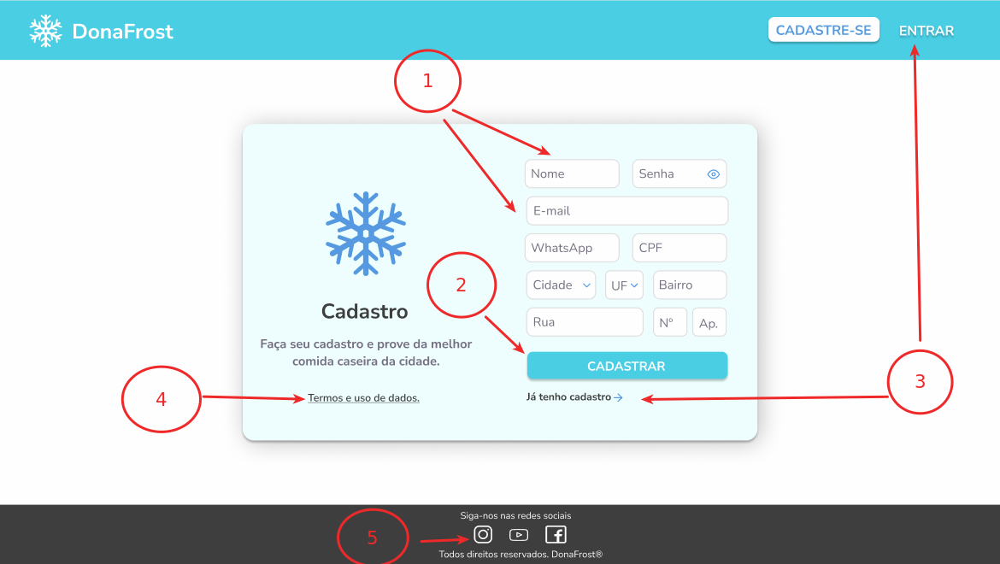 DonaFrost
CADASTRE-SE
ENTRAR
1
Nome
Senha
E-mail
WhatsApp
CPF
2
Cidade
UF
Bairro
Cadastro
Rua
Nº
Ap.
Faça seu cadastro e prove da melhor
comida caseira da cidade.
CADASTRAR
3
4
Termos e uso de dados.
Já tenho cadastro
5
Siga-nos nas redes sociais
Todos direitos reservados. DonaFrost®